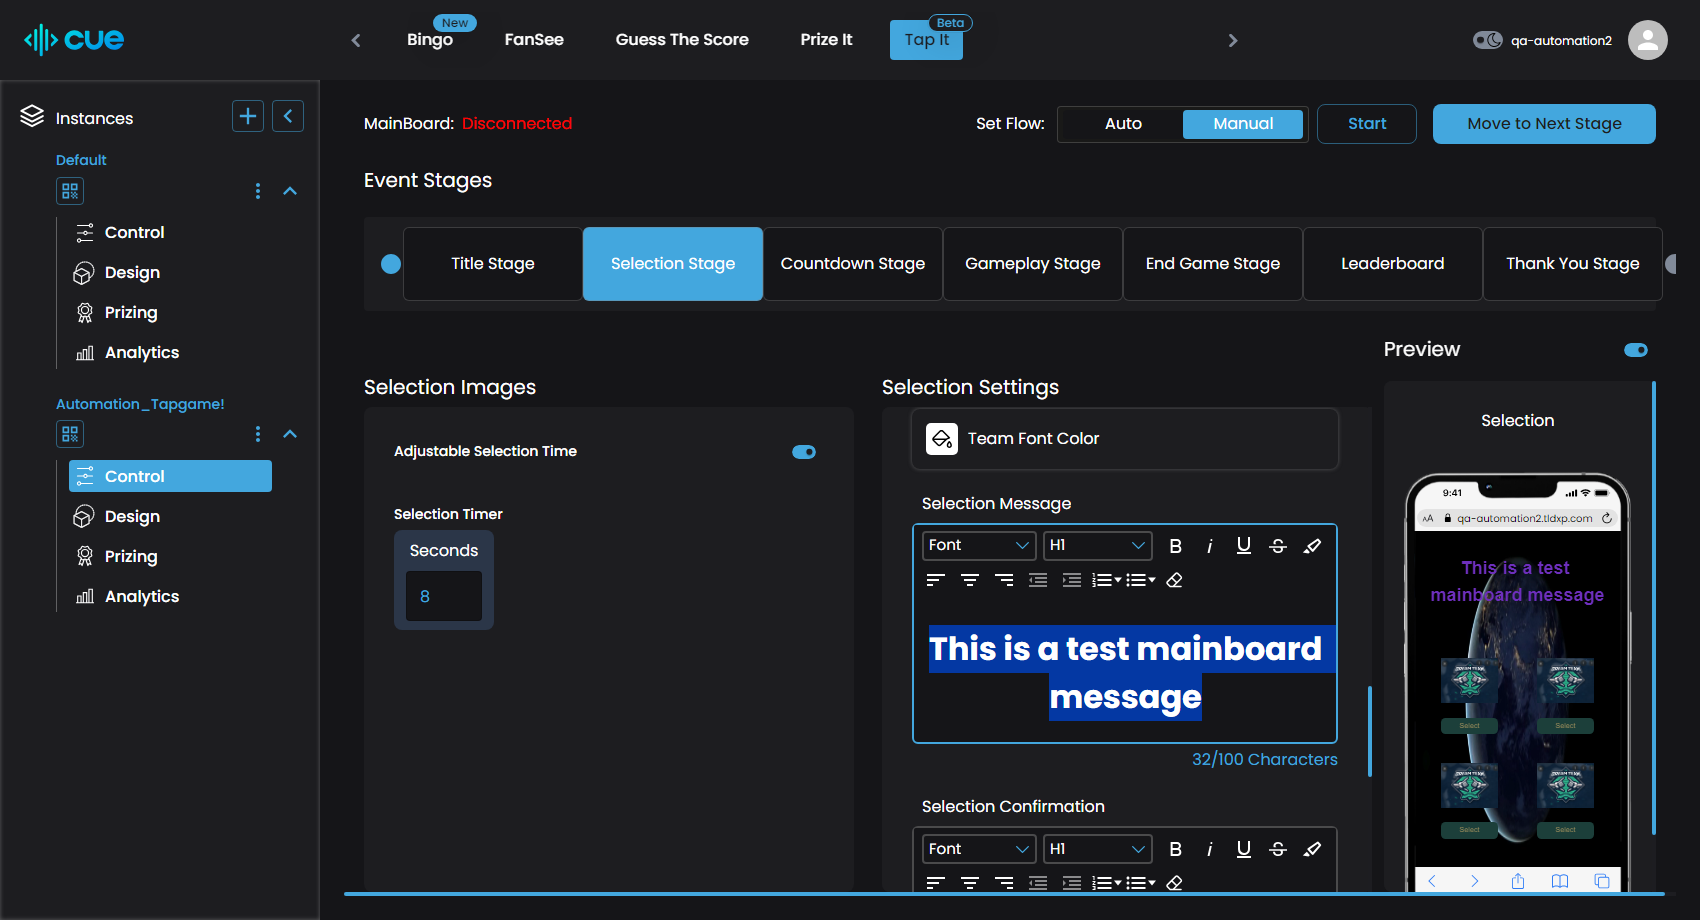 cue
Bingo
New
FanSee
Guess The Score
Prize It
Tap It
Beta
qa-automation2
Instances
Default
Control
Design
Prizing
Analytics
Automation_Tapgame!
Control
Design
Prizing
Analytics
MainBoard: Disconnected
Set Flow:
Auto
Manual
Start
Move to Next Stage
Event Stages
Title Stage
Selection Stage
Countdown Stage
Gameplay Stage
End Game Stage
Leaderboard
Thank You Stage
Selection Images
Adjustable Selection Time
Selection Timer
Seconds
8
Selection Settings
Team Font Color
Selection Message
Font
H1
B i U S
This is a test mainboard
message
32/100 Characters
Selection Confirmation
Font
H1
B i U S
Preview
Selection
9:41
AA
qa-automation2.tldxp.com
This is a test
mainboard message
Select
Select
Select
Select